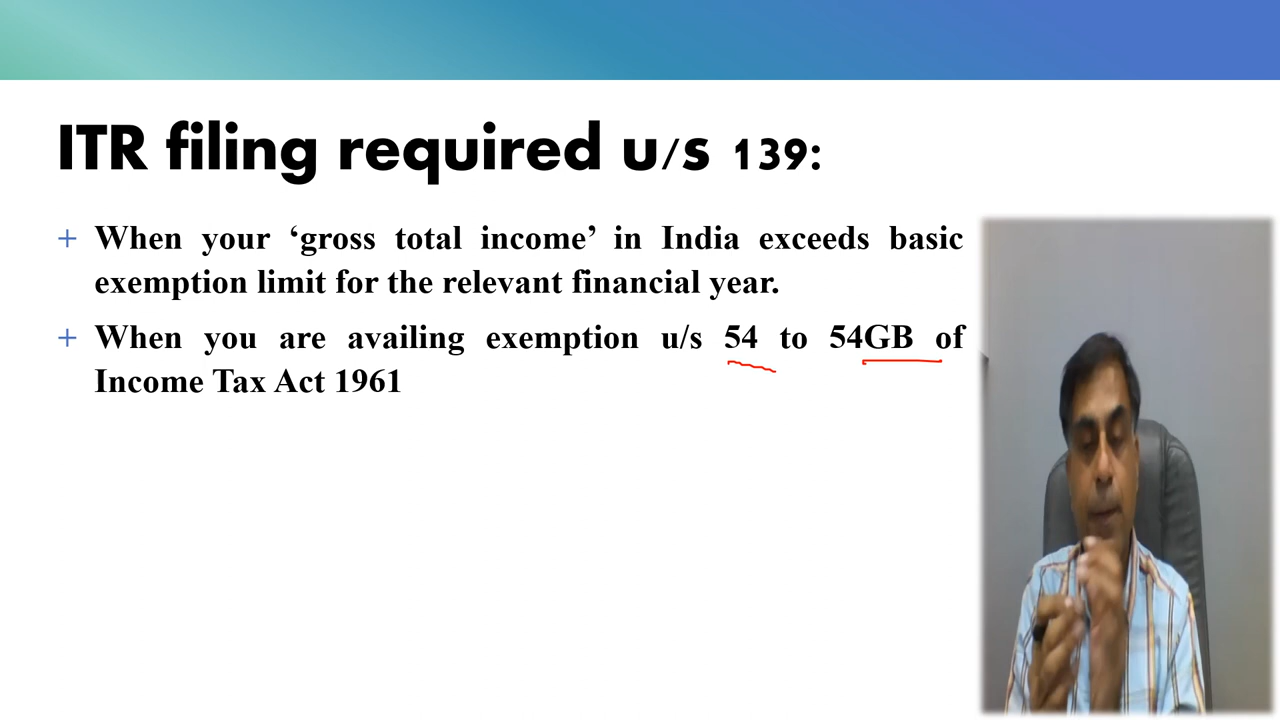 ITR filing required u/s 139:
+ When your ‘gross total income’ in India exceeds basic
exemption limit for the relevant financial year.
+ When you are availing exemption u/s 54 to 54GB of
Income Tax Act 1961